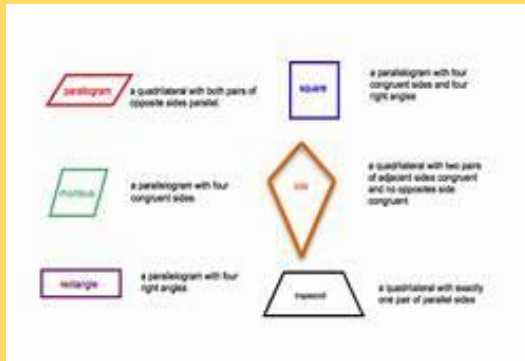 parallogram
a quadrilateral with both pairs of
opposite sides parallel.
rhombus
a parallelogram with four
congruent sides.
rectangle
a parallelogram with four
right angles
square
a parallelogram with four
congruent sides and four
right angles
kite
a quadrilateral with two pairs
of adjacent sides congruent
and no opposites side
congruent
trapezoid
a quadrilateral with exactly
one pair of parallel sides